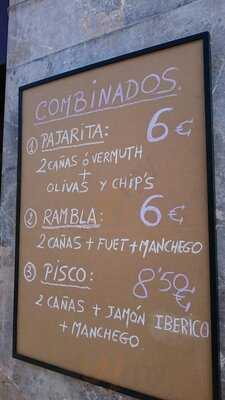 COMBINADOS.
① PAJARITA: 6€
2 CAÑAS ó VERMUTH
+
OLIVAS Y CHIP'S
② RAMBLA: 6€
2 CAÑAS + FUET + MANCHEGO
③ PISCO: 8'50€
2 CAÑAS + JAMÓN IBERICO
+ MANCHEGO